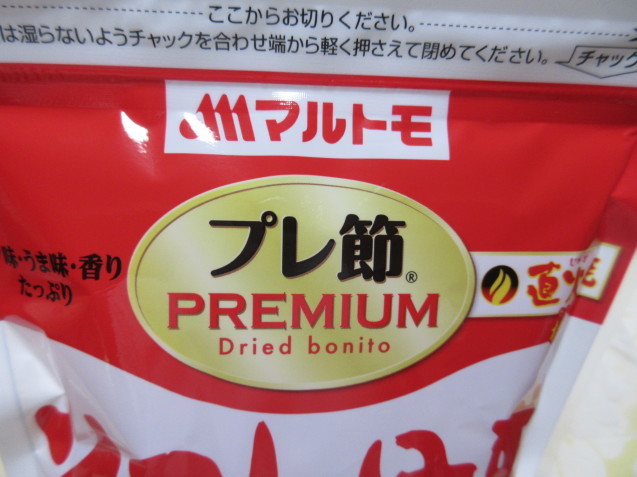 ここからお切りください。
は湿らないようチャックを合わせ端から軽く押さえて閉めてください。
チャック
マルトモ
プレ節®
PREMIUM
Dried bonito
味・うま味・香り
たっぷり
直火焼